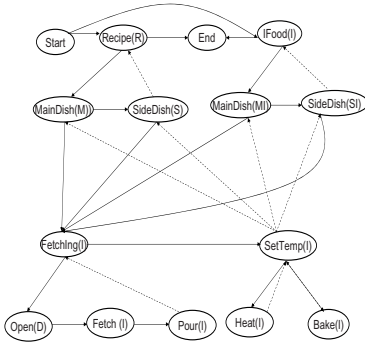 Start
Recipe(R)
End
IFood(I)
MainDish(M))
SideDish(S)
MainDish(MI)
SideDish(SI)
FetchIng(I)
SetTemp(I)
Open(D)
Fetch (I)
Pour(I)
Heat(I)
Bake(I)